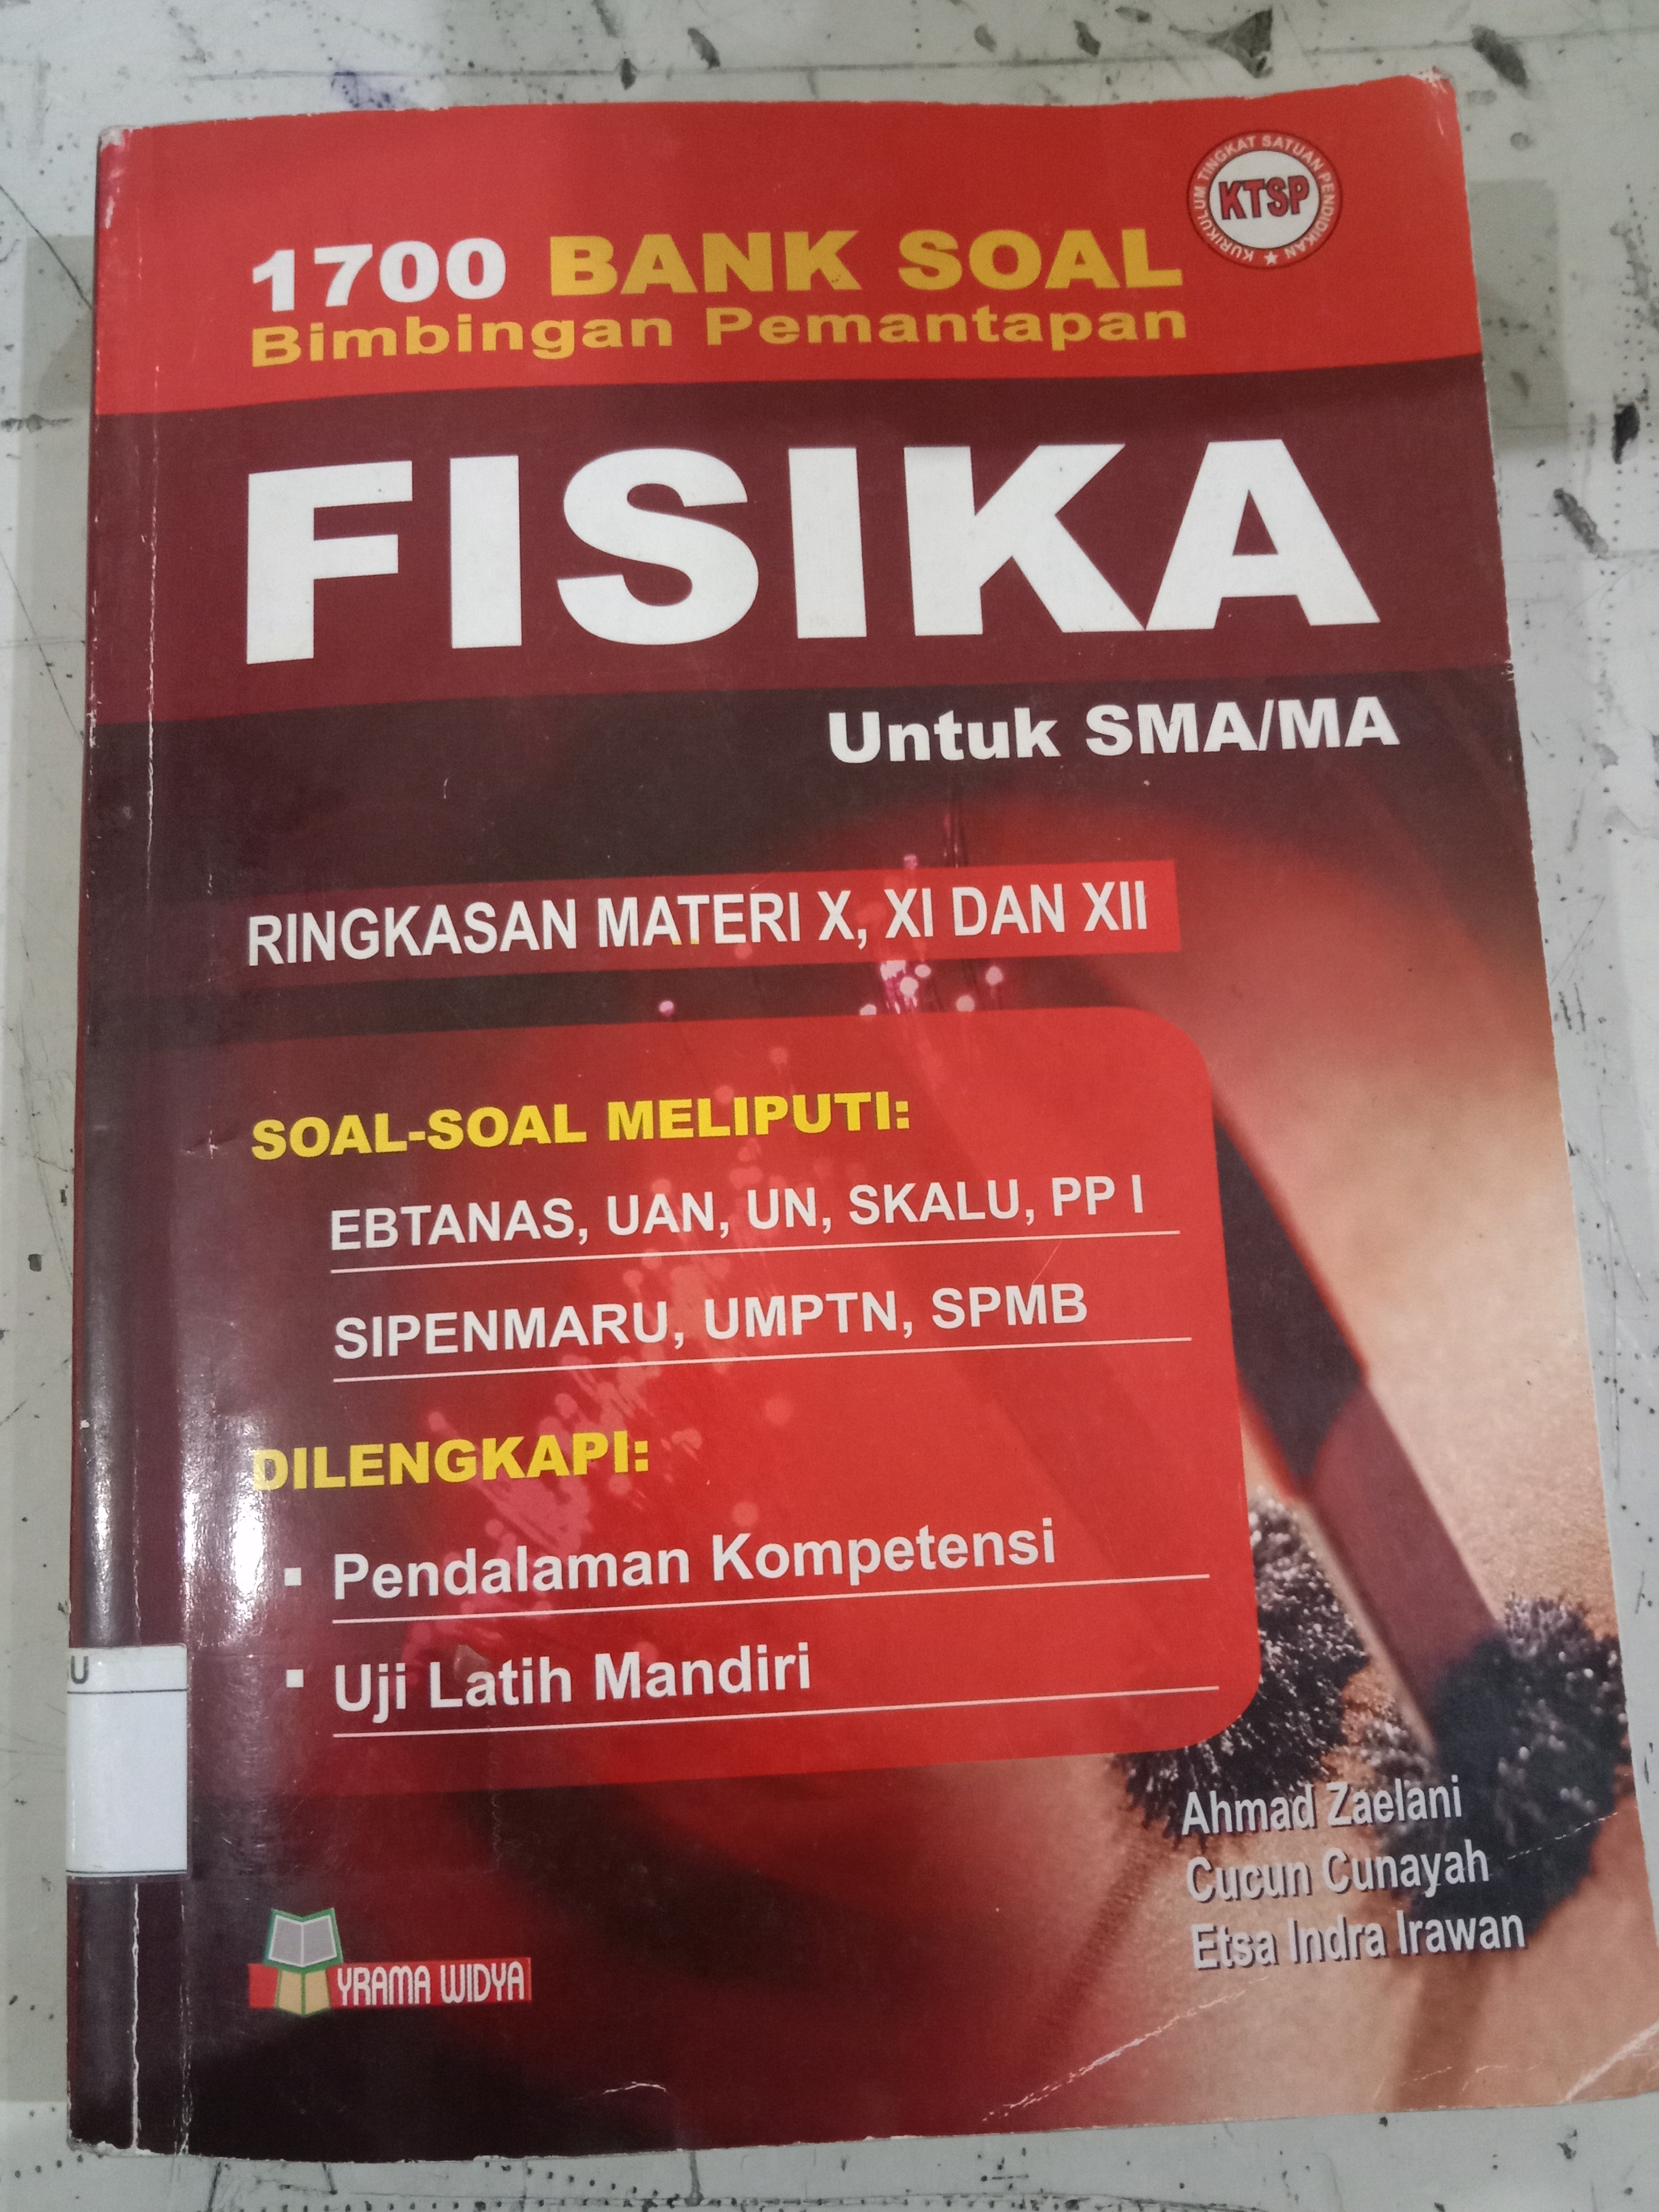 KURIKULUM TINGKAT SATUAN PENDIDIKAN
KTSP
1700 BANK SOAL
Bimbingan Pemantapan
FISIKA
Untuk SMA/MA
RINGKASAN MATERI X, XI DAN XII
SOAL-SOAL MELIPUTI:
EBTANAS, UAN, UN, SKALU, PP I
SIPENMARU, UMPTN, SPMB
DILENGKAPI:
▪ Pendalaman Kompetensi
▪ Uji Latih Mandiri
U
Ahmad Zaelani
Cucun Cunayah
Etsa Indra Irawan
YRAMA WIDYA